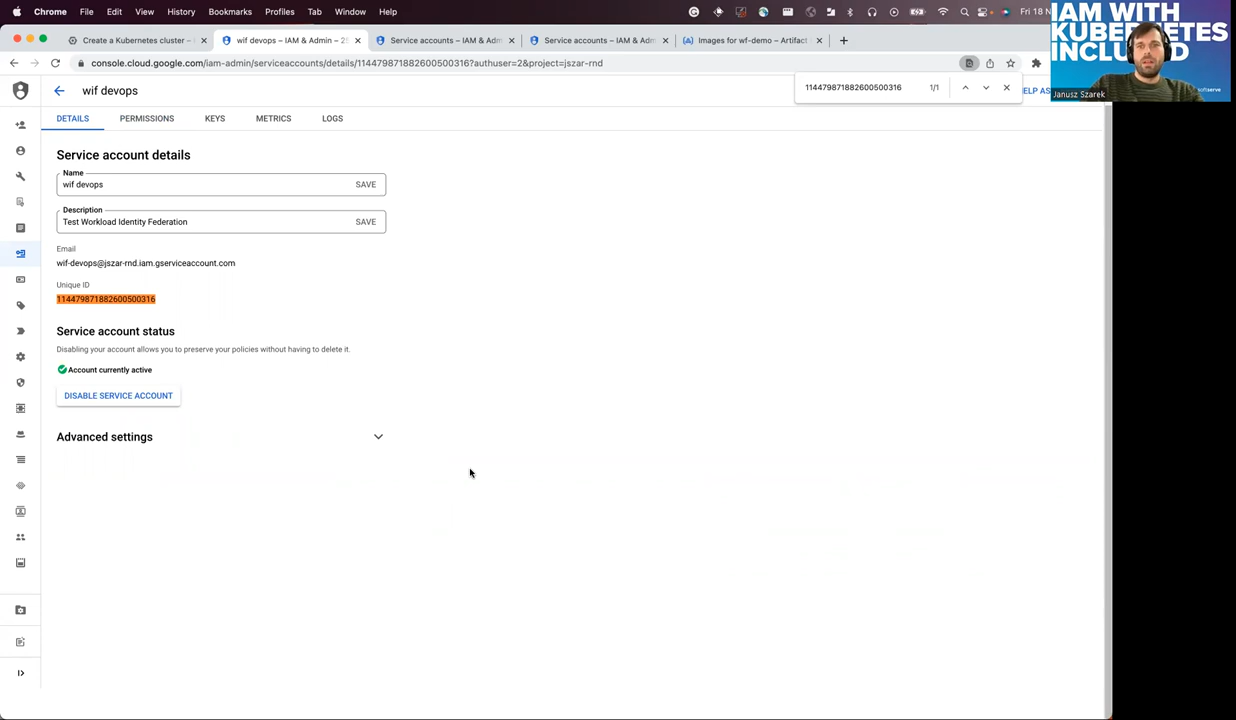 Chrome File Edit View History Bookmarks Profiles Tab Window Help Fri 18 N
Create a Kubernetes cluster – wif devops – IAM & Admin – 25 Service accounts – IAM & Adm Service accounts – IAM & Adm Images for wf-demo – Artifact
console.cloud.google.com/iam-admin/serviceaccounts/details/114479871882600500316?authuser=2&project=jszar-rnd
114479871882600500316 1/1
wif devops
ELP AS
DETAILS PERMISSIONS KEYS METRICS LOGS
Service account details
Name
wif devops SAVE
Description
Test Workload Identity Federation SAVE
Email
wif-devops@jszar-rnd.iam.gserviceaccount.com
Unique ID
114479871882600500316
Service account status
Disabling your account allows you to preserve your policies without having to delete it.
Account currently active
DISABLE SERVICE ACCOUNT
Advanced settings
IAM WITH
KUBERNETES
INCLUDED
softserve
Janusz Szarek